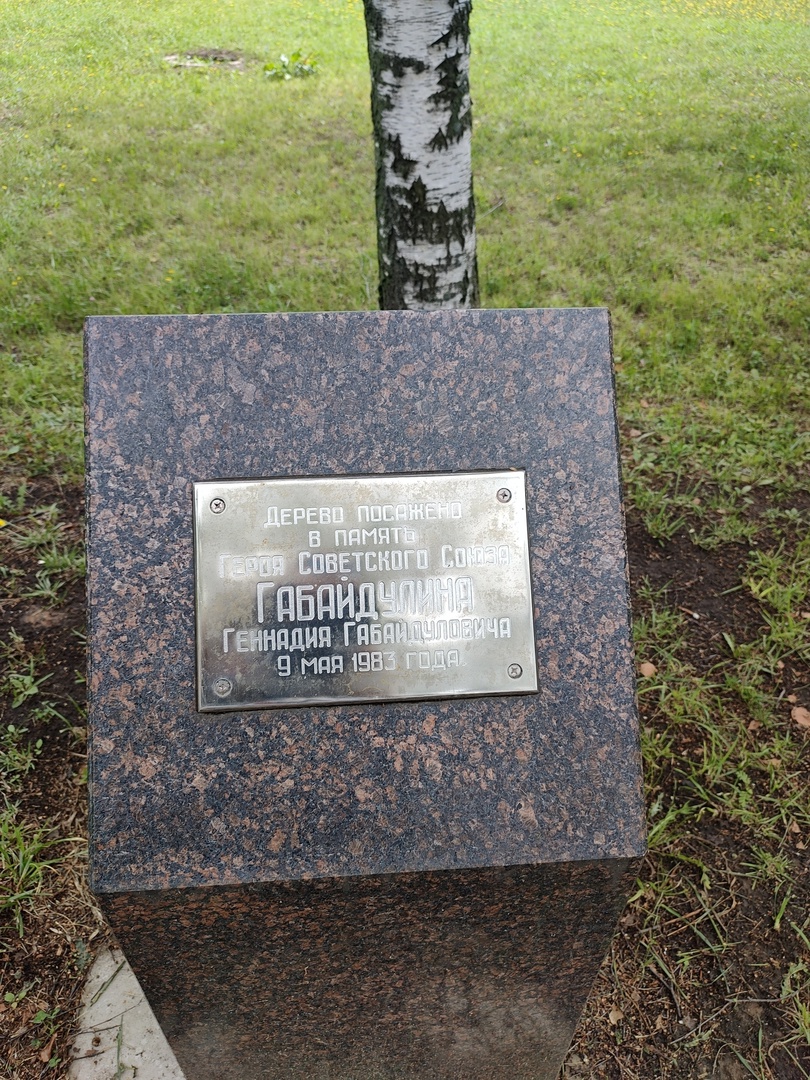 Дерево посажено
в память
Героя Советского Союза
Габайдулина
Геннадия Габайдуловича
9 мая 1983 года.